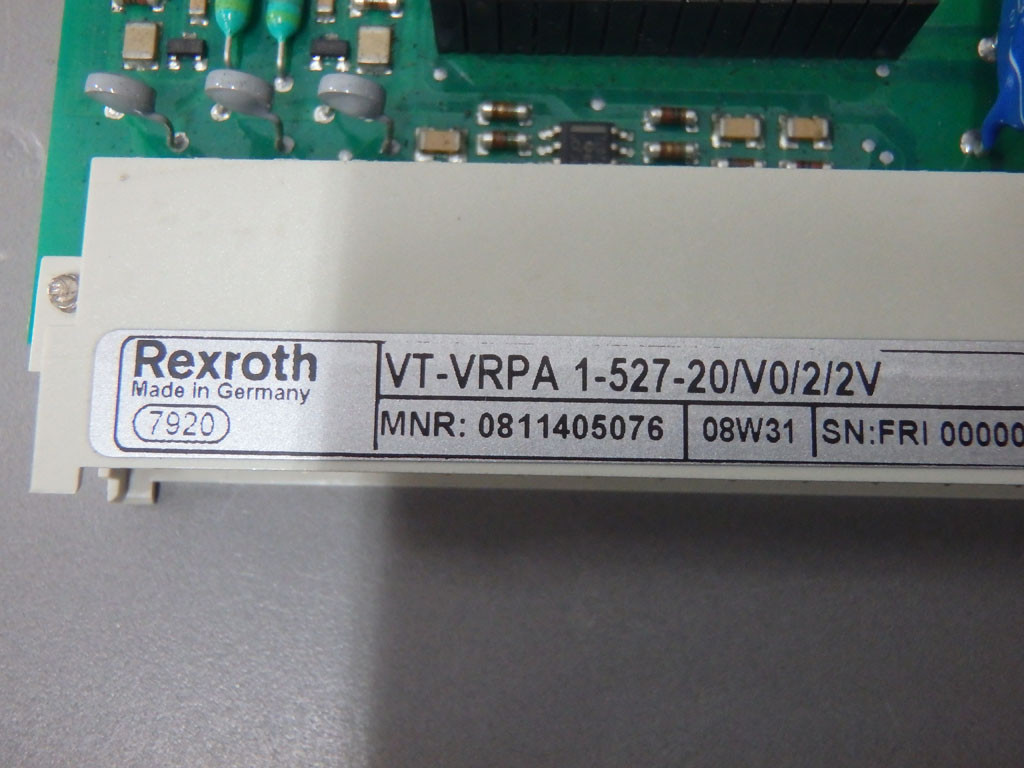 Rexroth
Made in Germany
7920
VT-VRPA 1-527-20/V0/2/2V
MNR: 0811405076
08W31
SN:FRI 00000